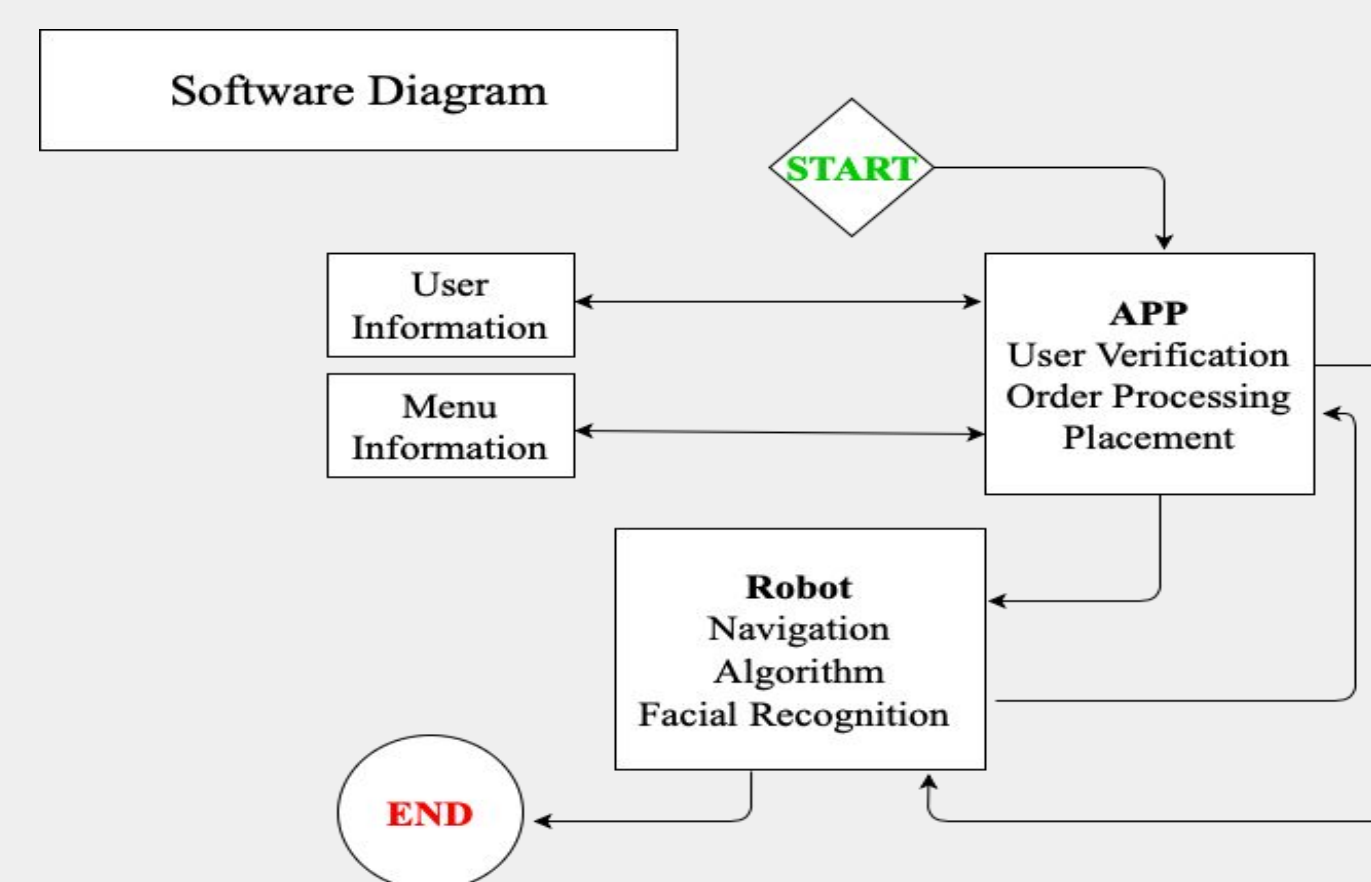 Software Diagram
START
User
Information
Menu
Information
APP
User Verification
Order Processing
Placement
Robot
Navigation
Algorithm
Facial Recognition
END